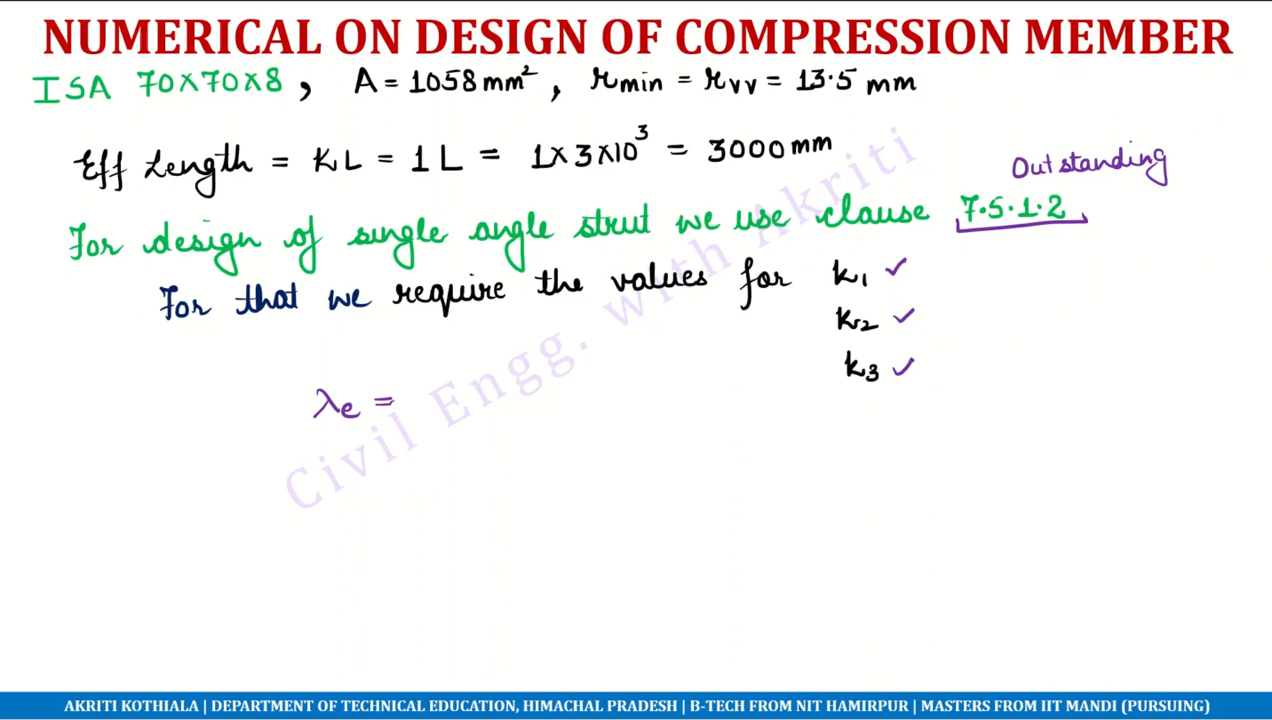 NUMERICAL ON DESIGN OF COMPRESSION MEMBER
ISA 70×70×8, A = 1058 mm², rmin = rvv = 13.5 mm
Eff Length = KL = 1 L = 1×3×10³ = 3000 mm
Outstanding
For design of single angle strut we use clause 7.5.1.2
For that we require the values for k1 ✓
k2 ✓
k3 ✓
λe =
Civil Engg. with Akriti
AKRITI KOTHIALA | DEPARTMENT OF TECHNICAL EDUCATION, HIMACHAL PRADESH | B-TECH FROM NIT HAMIRPUR | MASTERS FROM IIT MANDI (PURSUING)